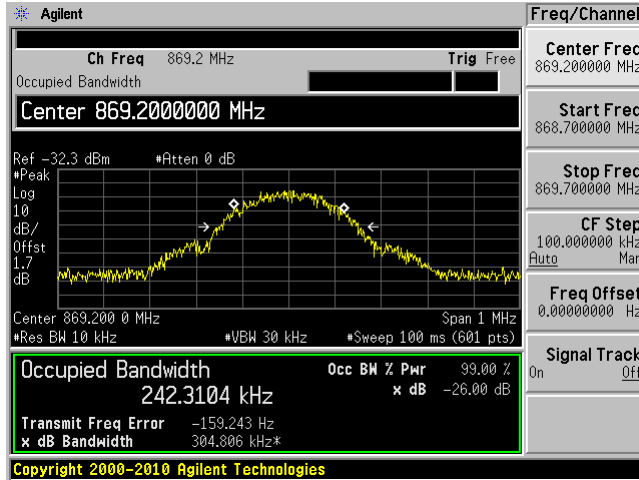 Agilent
Freq/Channel
Ch Freq 869.2 MHz Trig Free
Occupied Bandwidth
Center 869.2000000 MHz
Center Freq
869.200000 MHz
Start Freq
868.700000 MHz
Stop Freq
869.700000 MHz
CF Step
100.000000 kHz
Auto Man
Freq Offset
0.00000000 Hz
Signal Track
On Off
Ref -32.3 dBm #Atten 0 dB
#Peak
Log
10
dB/
Offst
1.7
dB
Center 869.200 0 MHz Span 1 MHz
#Res BW 10 kHz #VBW 30 kHz #Sweep 100 ms (601 pts)
Occupied Bandwidth
242.3104 kHz
Occ BW % Pwr 99.00 %
x dB -26.00 dB
Transmit Freq Error -159.243 Hz
x dB Bandwidth 304.806 kHz*
Copyright 2000-2010 Agilent Technologies